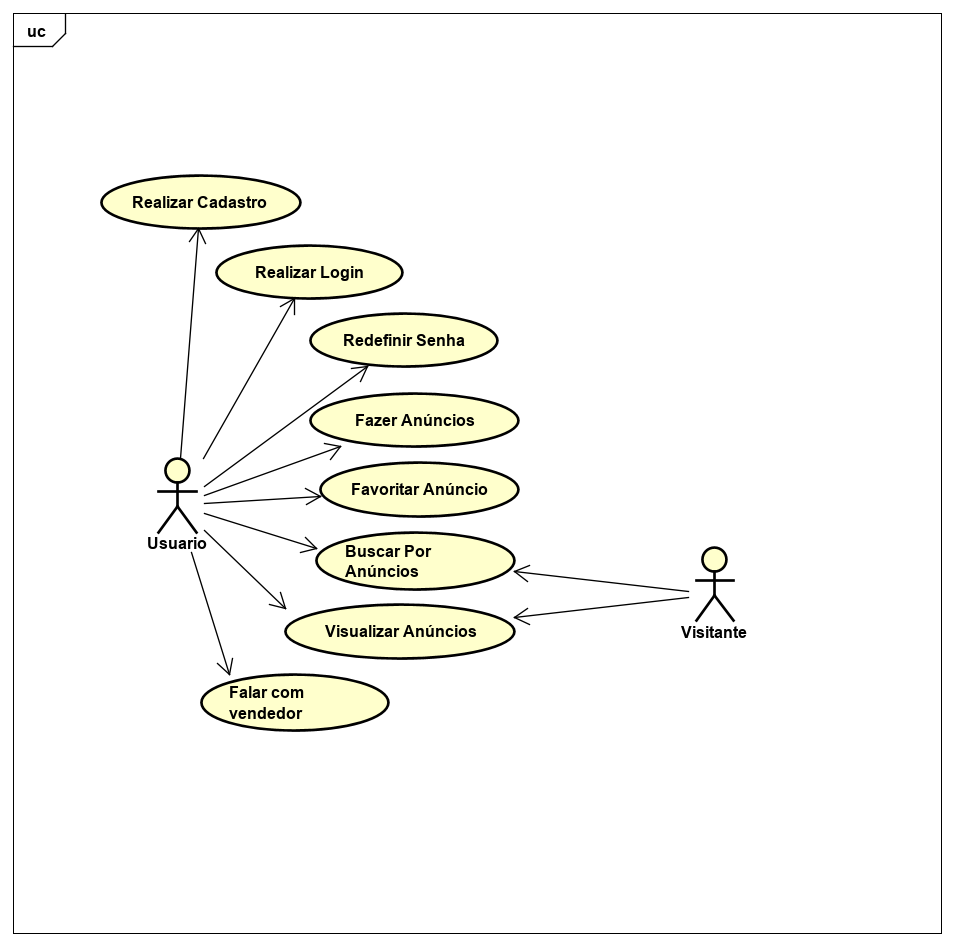 uc
Realizar Cadastro
Realizar Login
Redefinir Senha
Fazer Anúncios
Favoritar Anúncio
Usuario
Buscar Por
Anúncios
Visualizar Anúncios
Visitante
Falar com
vendedor